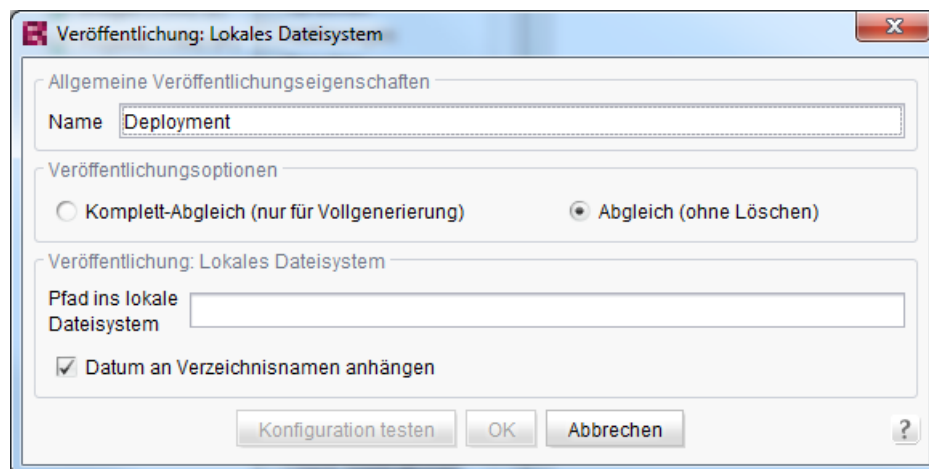 Veröffentlichung: Lokales Dateisystem
Allgemeine Veröffentlichungseigenschaften
Name Deployment
Veröffentlichungsoptionen
Komplett-Abgleich (nur für Vollgenerierung) Abgleich (ohne Löschen)
Veröffentlichung: Lokales Dateisystem
Pfad ins lokale
Dateisystem
Datum an Verzeichnisnamen anhängen
Konfiguration testen OK Abbrechen ?